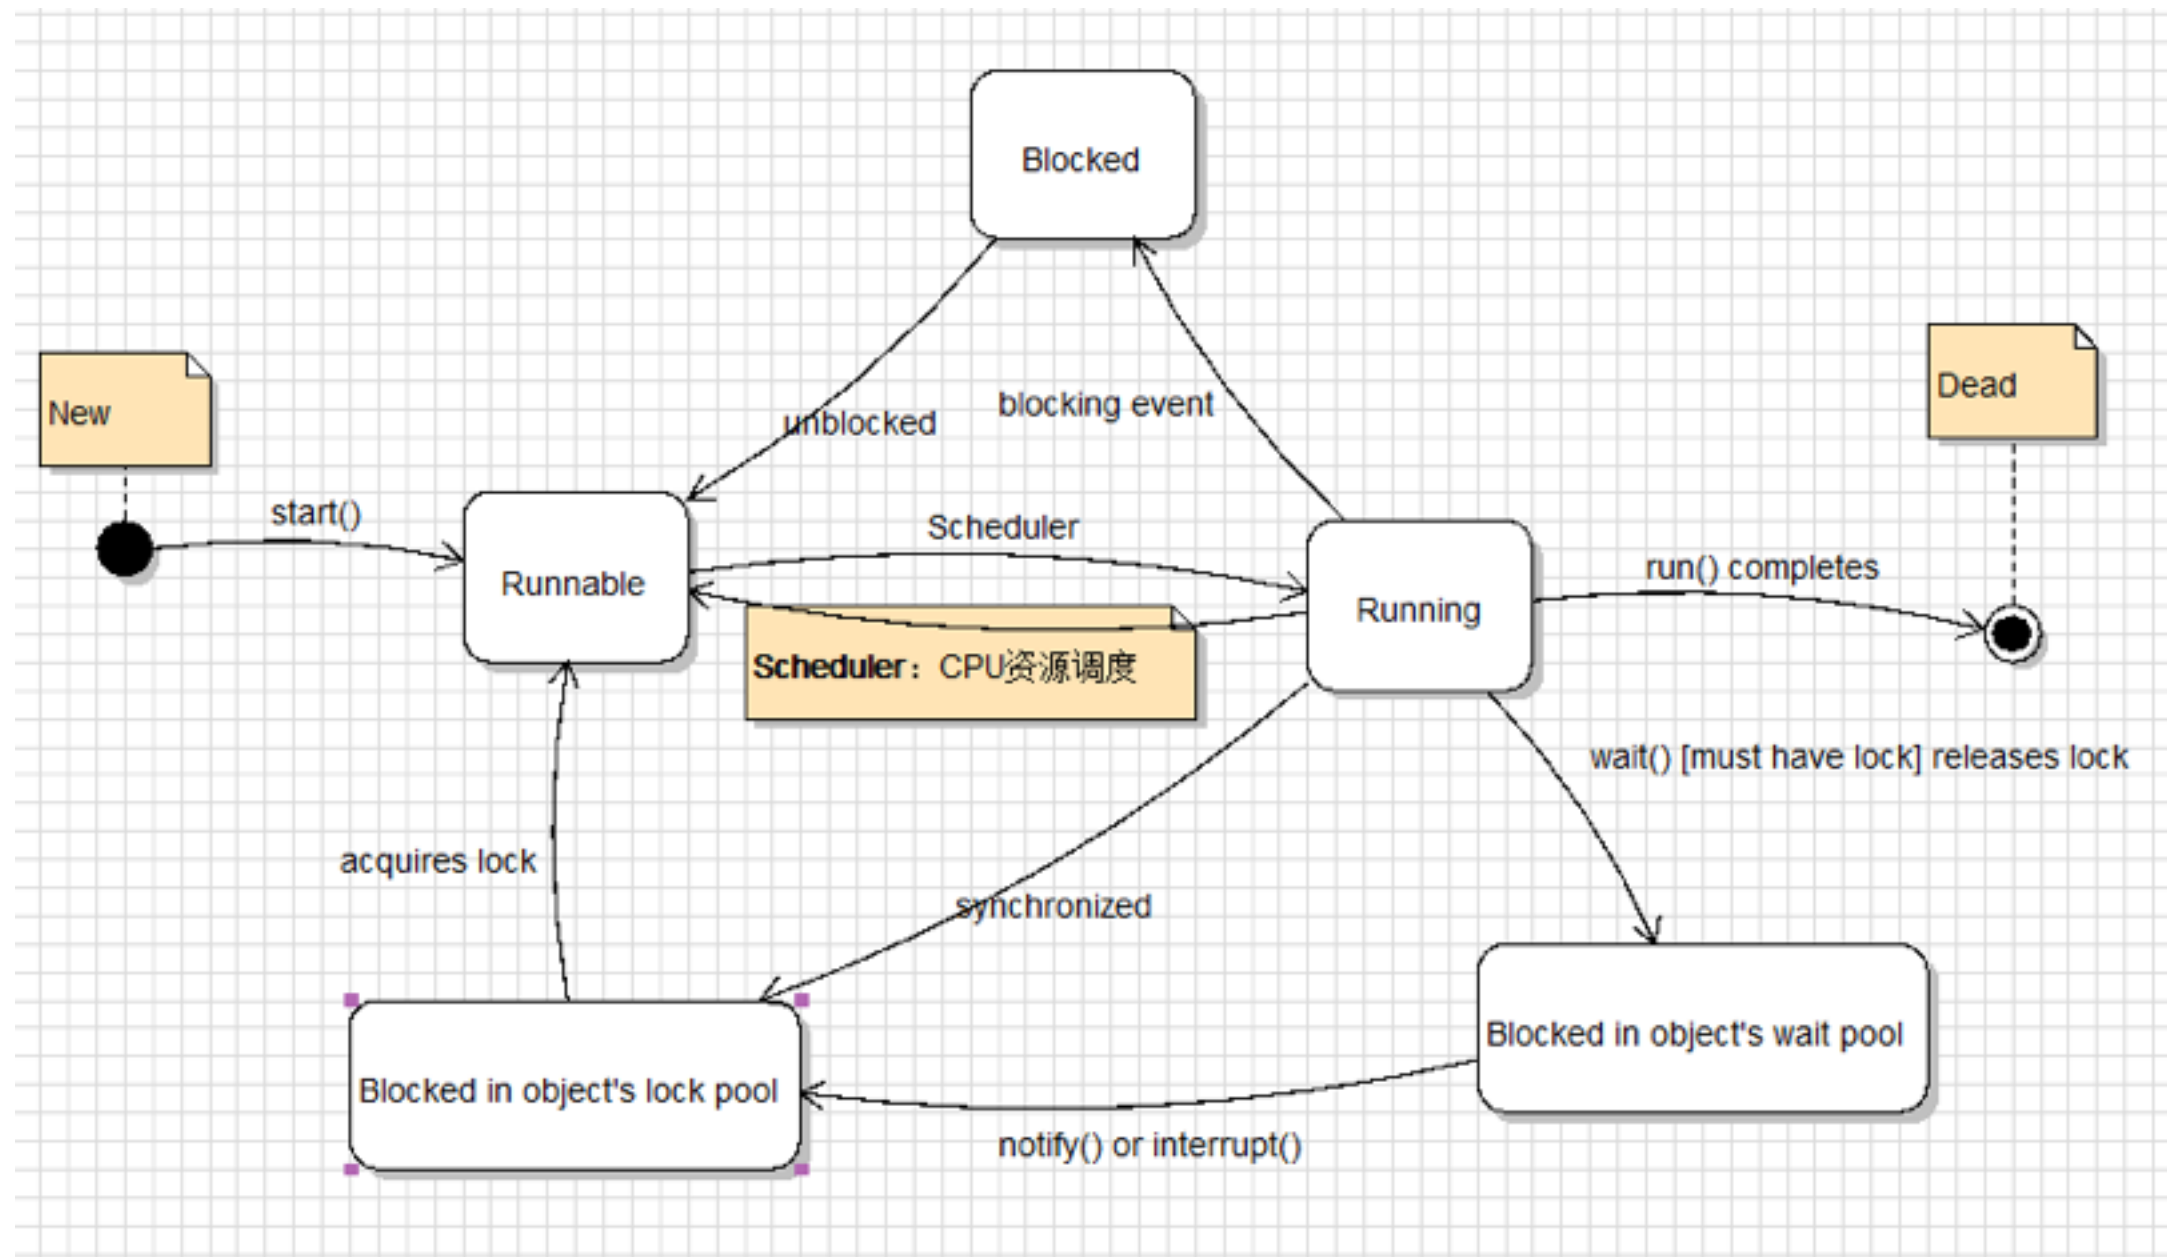 Blocked
New
Dead
unblocked
blocking event
start()
Scheduler
Runnable
Running
run() completes
Scheduler：CPU资源调度
wait() [must have lock] releases lock
acquires lock
synchronized
Blocked in object's lock pool
Blocked in object's wait pool
notify() or interrupt()